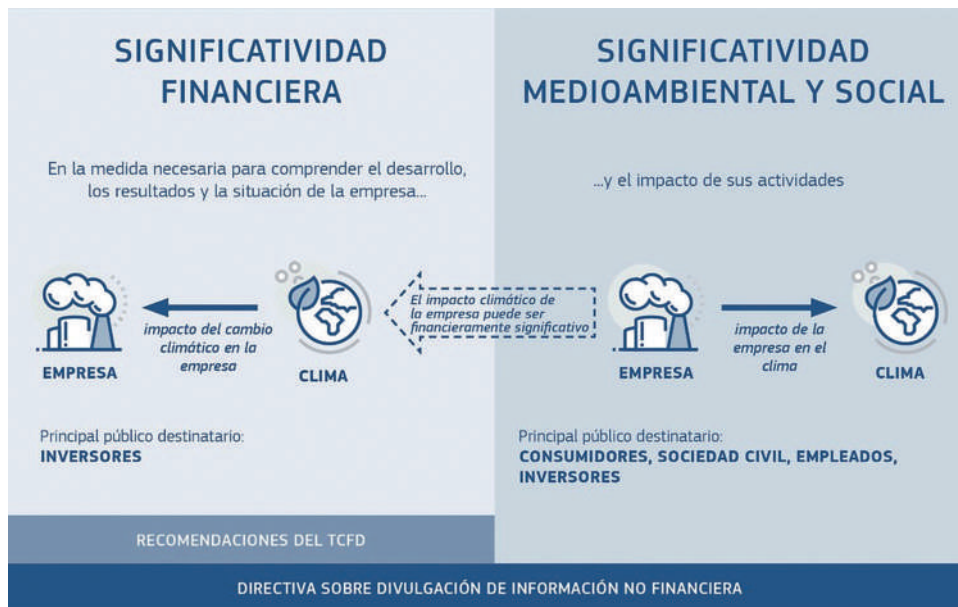 SIGNIFICATIVIDAD
FINANCIERA
En la medida necesaria para comprender el desarrollo,
los resultados y la situación de la empresa...
impacto del cambio
climático en la
empresa
EMPRESA
CLIMA
Principal público destinatario:
INVERSORES
El impacto climático de
la empresa puede ser
financieramente significativo
SIGNIFICATIVIDAD
MEDIOAMBIENTAL Y SOCIAL
...y el impacto de sus actividades
impacto de la
empresa en el
clima
EMPRESA
CLIMA
Principal público destinatario:
CONSUMIDORES, SOCIEDAD CIVIL, EMPLEADOS,
INVERSORES
RECOMENDACIONES DEL TCFD
DIRECTIVA SOBRE DIVULGACIÓN DE INFORMACIÓN NO FINANCIERA